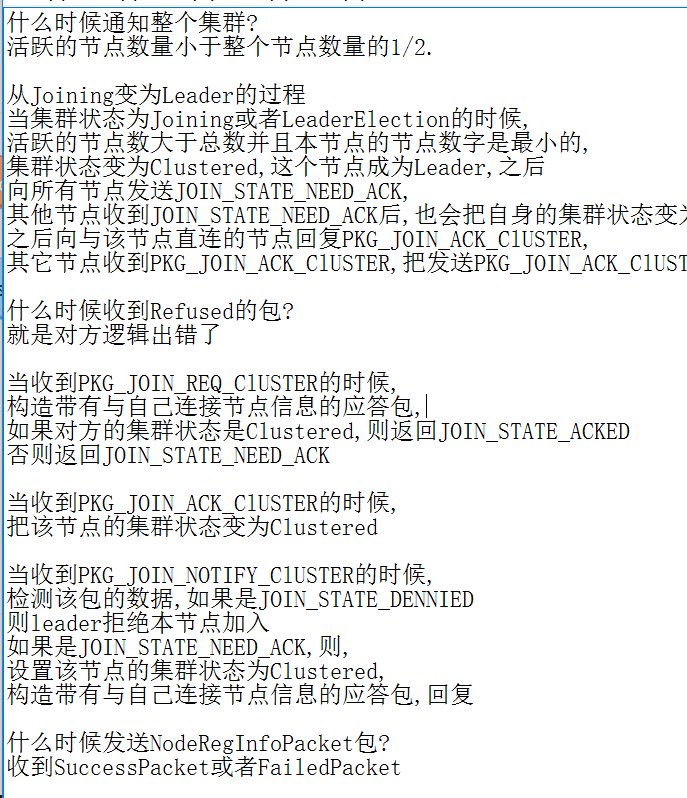 什么时候通知整个集群?
活跃的节点数量小于整个节点数量的1/2.
从Joining变为Leader的过程
当集群状态为Joining或者LeaderElection的时候,
活跃的节点数大于总数并且本节点的节点数字是最小的,
集群状态变为Clustered,这个节点成为Leader,之后
向所有节点发送JOIN_STATE_NEED_ACK,
其他节点收到JOIN_STATE_NEED_ACK后,也会把自身的集群状态变为
之后向与该节点直连的节点回复PKG_JOIN_ACK_ClUSTER,
其它节点收到PKG_JOIN_ACK_ClUSTER,把发送PKG_JOIN_ACK_ClUST
什么时候收到Refused的包?
就是对方逻辑出错了
当收到PKG_JOIN_REQ_ClUSTER的时候,
构造带有与自己连接节点信息的应答包,
如果对方的集群状态是Clustered,则返回JOIN_STATE_ACKED
否则返回JOIN_STATE_NEED_ACK
当收到PKG_JOIN_ACK_ClUSTER的时候,
把该节点的集群状态变为Clustered
当收到PKG_JOIN_NOTIFY_ClUSTER的时候,
检测该包的数据,如果是JOIN_STATE_DENNIED
则leader拒绝本节点加入
如果是JOIN_STATE_NEED_ACK,则,
设置该节点的集群状态为Clustered,
构造带有与自己连接节点信息的应答包,回复
什么时候发送NodeRegInfoPacket包?
收到SuccessPacket或者FailedPacket